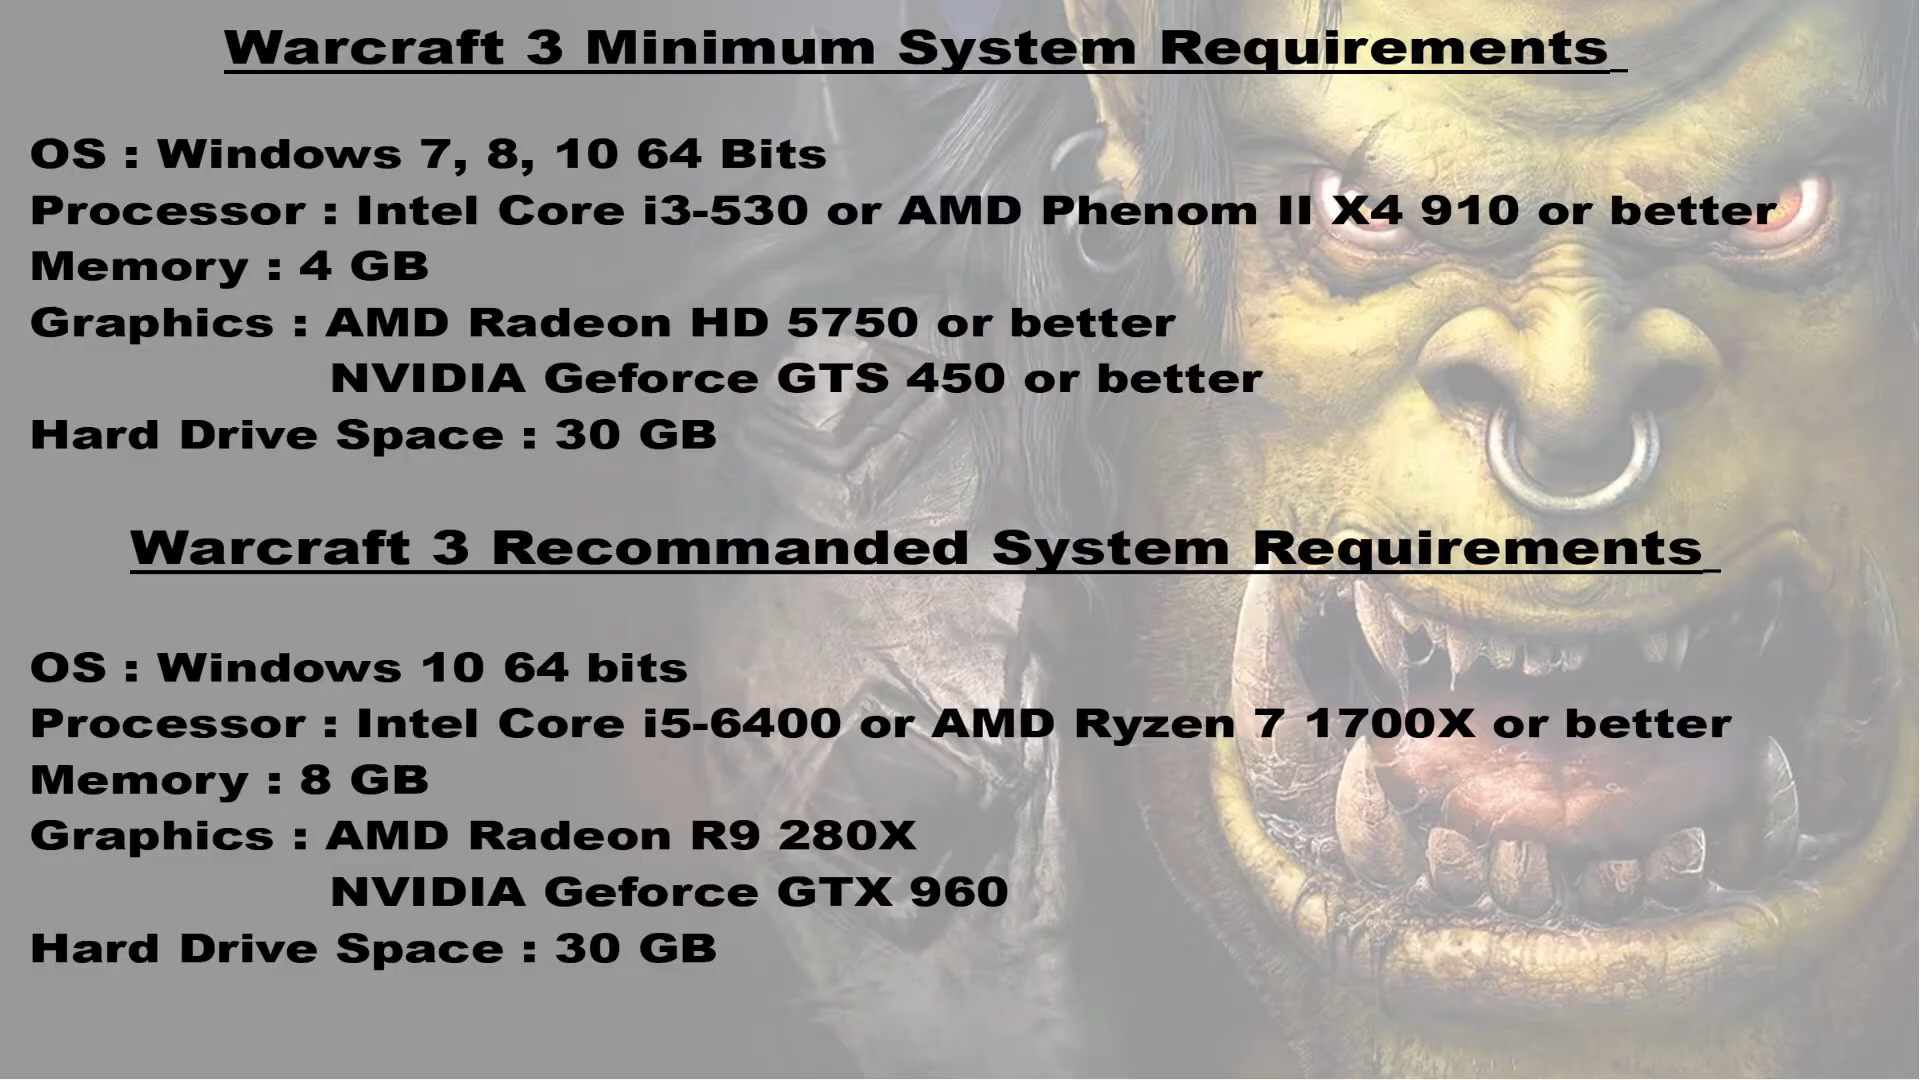 Warcraft 3 Minimum System Requirements
OS : Windows 7, 8, 10 64 Bits
Processor : Intel Core i3-530 or AMD Phenom II X4 910 or better
Memory : 4 GB
Graphics : AMD Radeon HD 5750 or better
NVIDIA Geforce GTS 450 or better
Hard Drive Space : 30 GB
Warcraft 3 Recommanded System Requirements
OS : Windows 10 64 bits
Processor : Intel Core i5-6400 or AMD Ryzen 7 1700X or better
Memory : 8 GB
Graphics : AMD Radeon R9 280X
NVIDIA Geforce GTX 960
Hard Drive Space : 30 GB